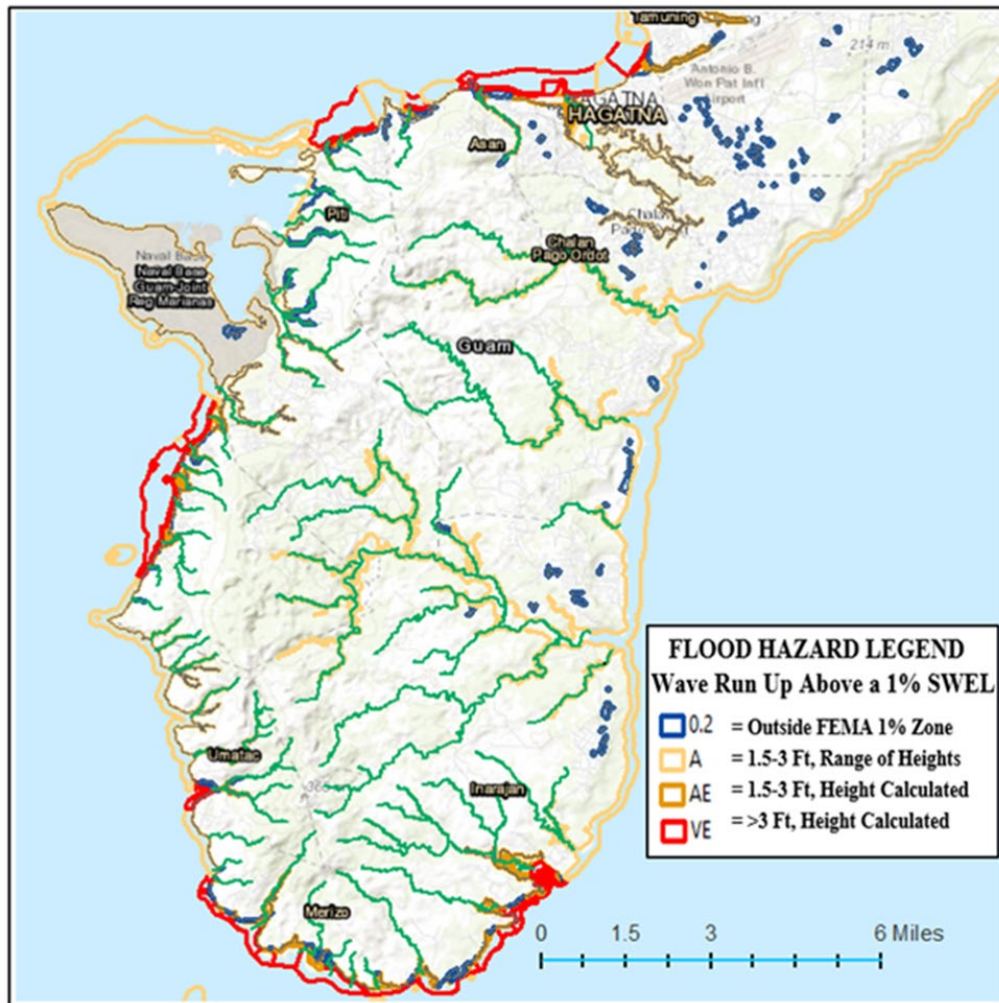 Tamuning
214 m
Antonio B.
Won Pat Int'l
Airport
HAGATNA
Asan
Piti
Chalan
Pago Ordot
Naval Base
Naval Base
Guam-Joint
Reg Marianas
Guam
Umatac
Inarajan
Merizo
FLOOD HAZARD LEGEND
Wave Run Up Above a 1% SWEL
0.2 = Outside FEMA 1% Zone
A = 1.5-3 Ft, Range of Heights
AE = 1.5-3 Ft, Height Calculated
VE = >3 Ft, Height Calculated
0 1.5 3 6 Miles